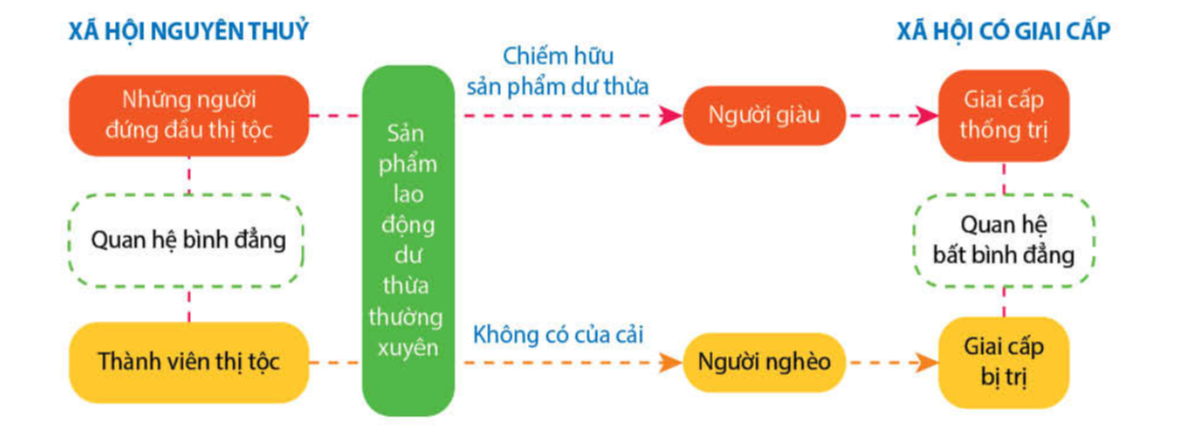 XÃ HỘI NGUYÊN THUỶ
XÃ HỘI CÓ GIAI CẤP
Những người
đứng đầu thị tộc
Quan hệ bình đẳng
Thành viên thị tộc
Sản
phẩm
lao
động
dư
thừa
thường
xuyên
Chiếm hữu
sản phẩm dư thừa
Không có của cải
Người giàu
Người nghèo
Giai cấp
thống trị
Quan hệ
bất bình đẳng
Giai cấp
bị trị